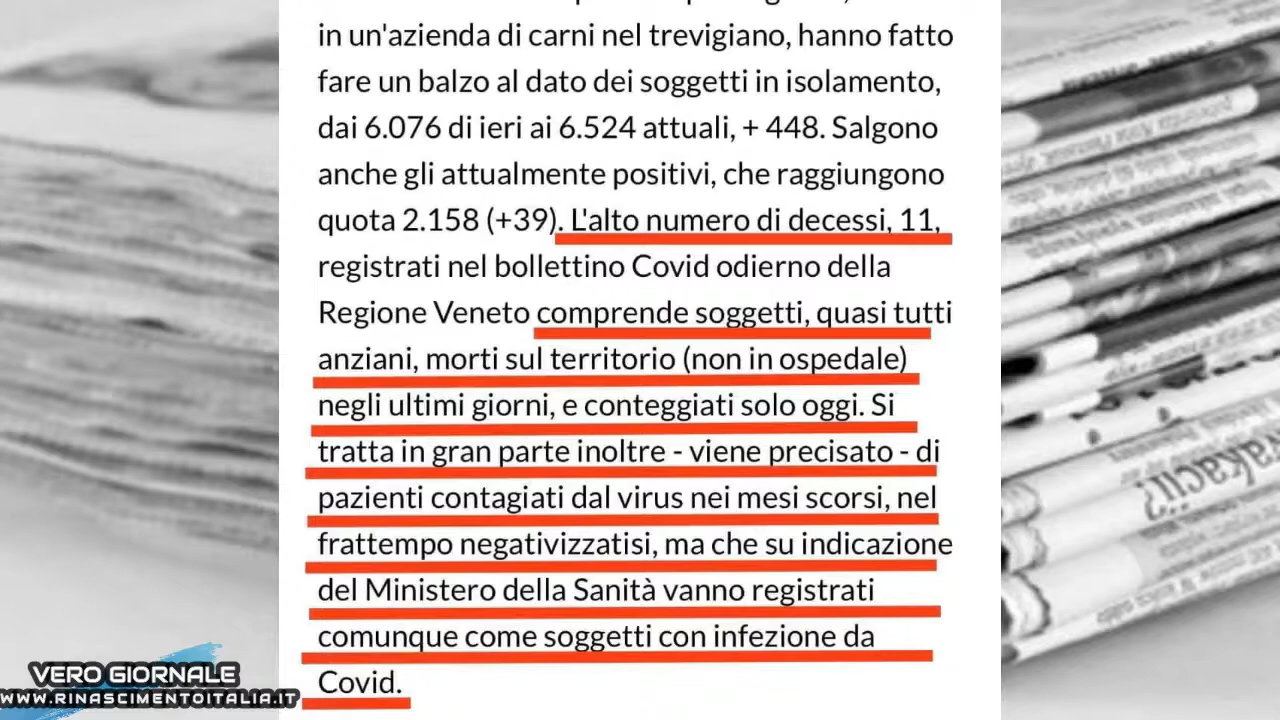 in un'azienda di carni nel trevigiano, hanno fatto
fare un balzo al dato dei soggetti in isolamento,
dai 6.076 di ieri ai 6.524 attuali, + 448. Salgono
anche gli attualmente positivi, che raggiungono
quota 2.158 (+39). L'alto numero di decessi, 11,
registrati nel bollettino Covid odierno della
Regione Veneto comprende soggetti, quasi tutti
anziani, morti sul territorio (non in ospedale)
negli ultimi giorni, e conteggiati solo oggi. Si
tratta in gran parte inoltre - viene precisato - di
pazienti contagiati dal virus nei mesi scorsi, nel
frattempo negativizzatisi, ma che su indicazione
del Ministero della Sanità vanno registrati
comunque come soggetti con infezione da
Covid.
VERO GIORNALE
WWW.RINASCIMENTOITALIA.IT